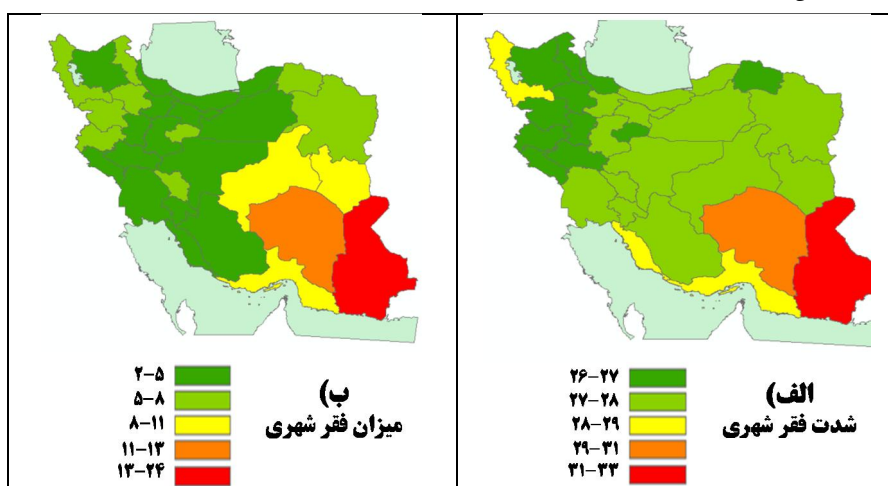 الف)
شدت فقر شهری
۲۶-۲۷
۲۷-۲۸
۲۸-۲۹
۲۹-۳۱
۳۱-۳۳
ب)
میزان فقر شهری
۲-۵
۵-۸
۸-۱۱
۱۱-۱۳
۱۳-۲۴